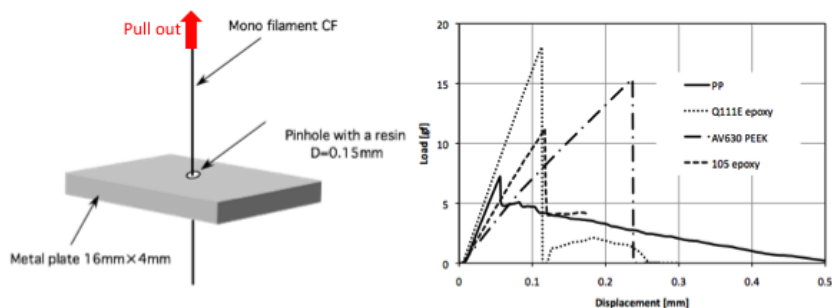 Pull out
Mono filament CF
Pinhole with a resin
D=0.15mm
Metal plate 16mm×4mm
20
15
10
5
0
Load [gf]
PP
Q111E epoxy
AV630 PEEK
105 epoxy
0
0.1
0.2
0.3
0.4
0.5
Displacement [mm]